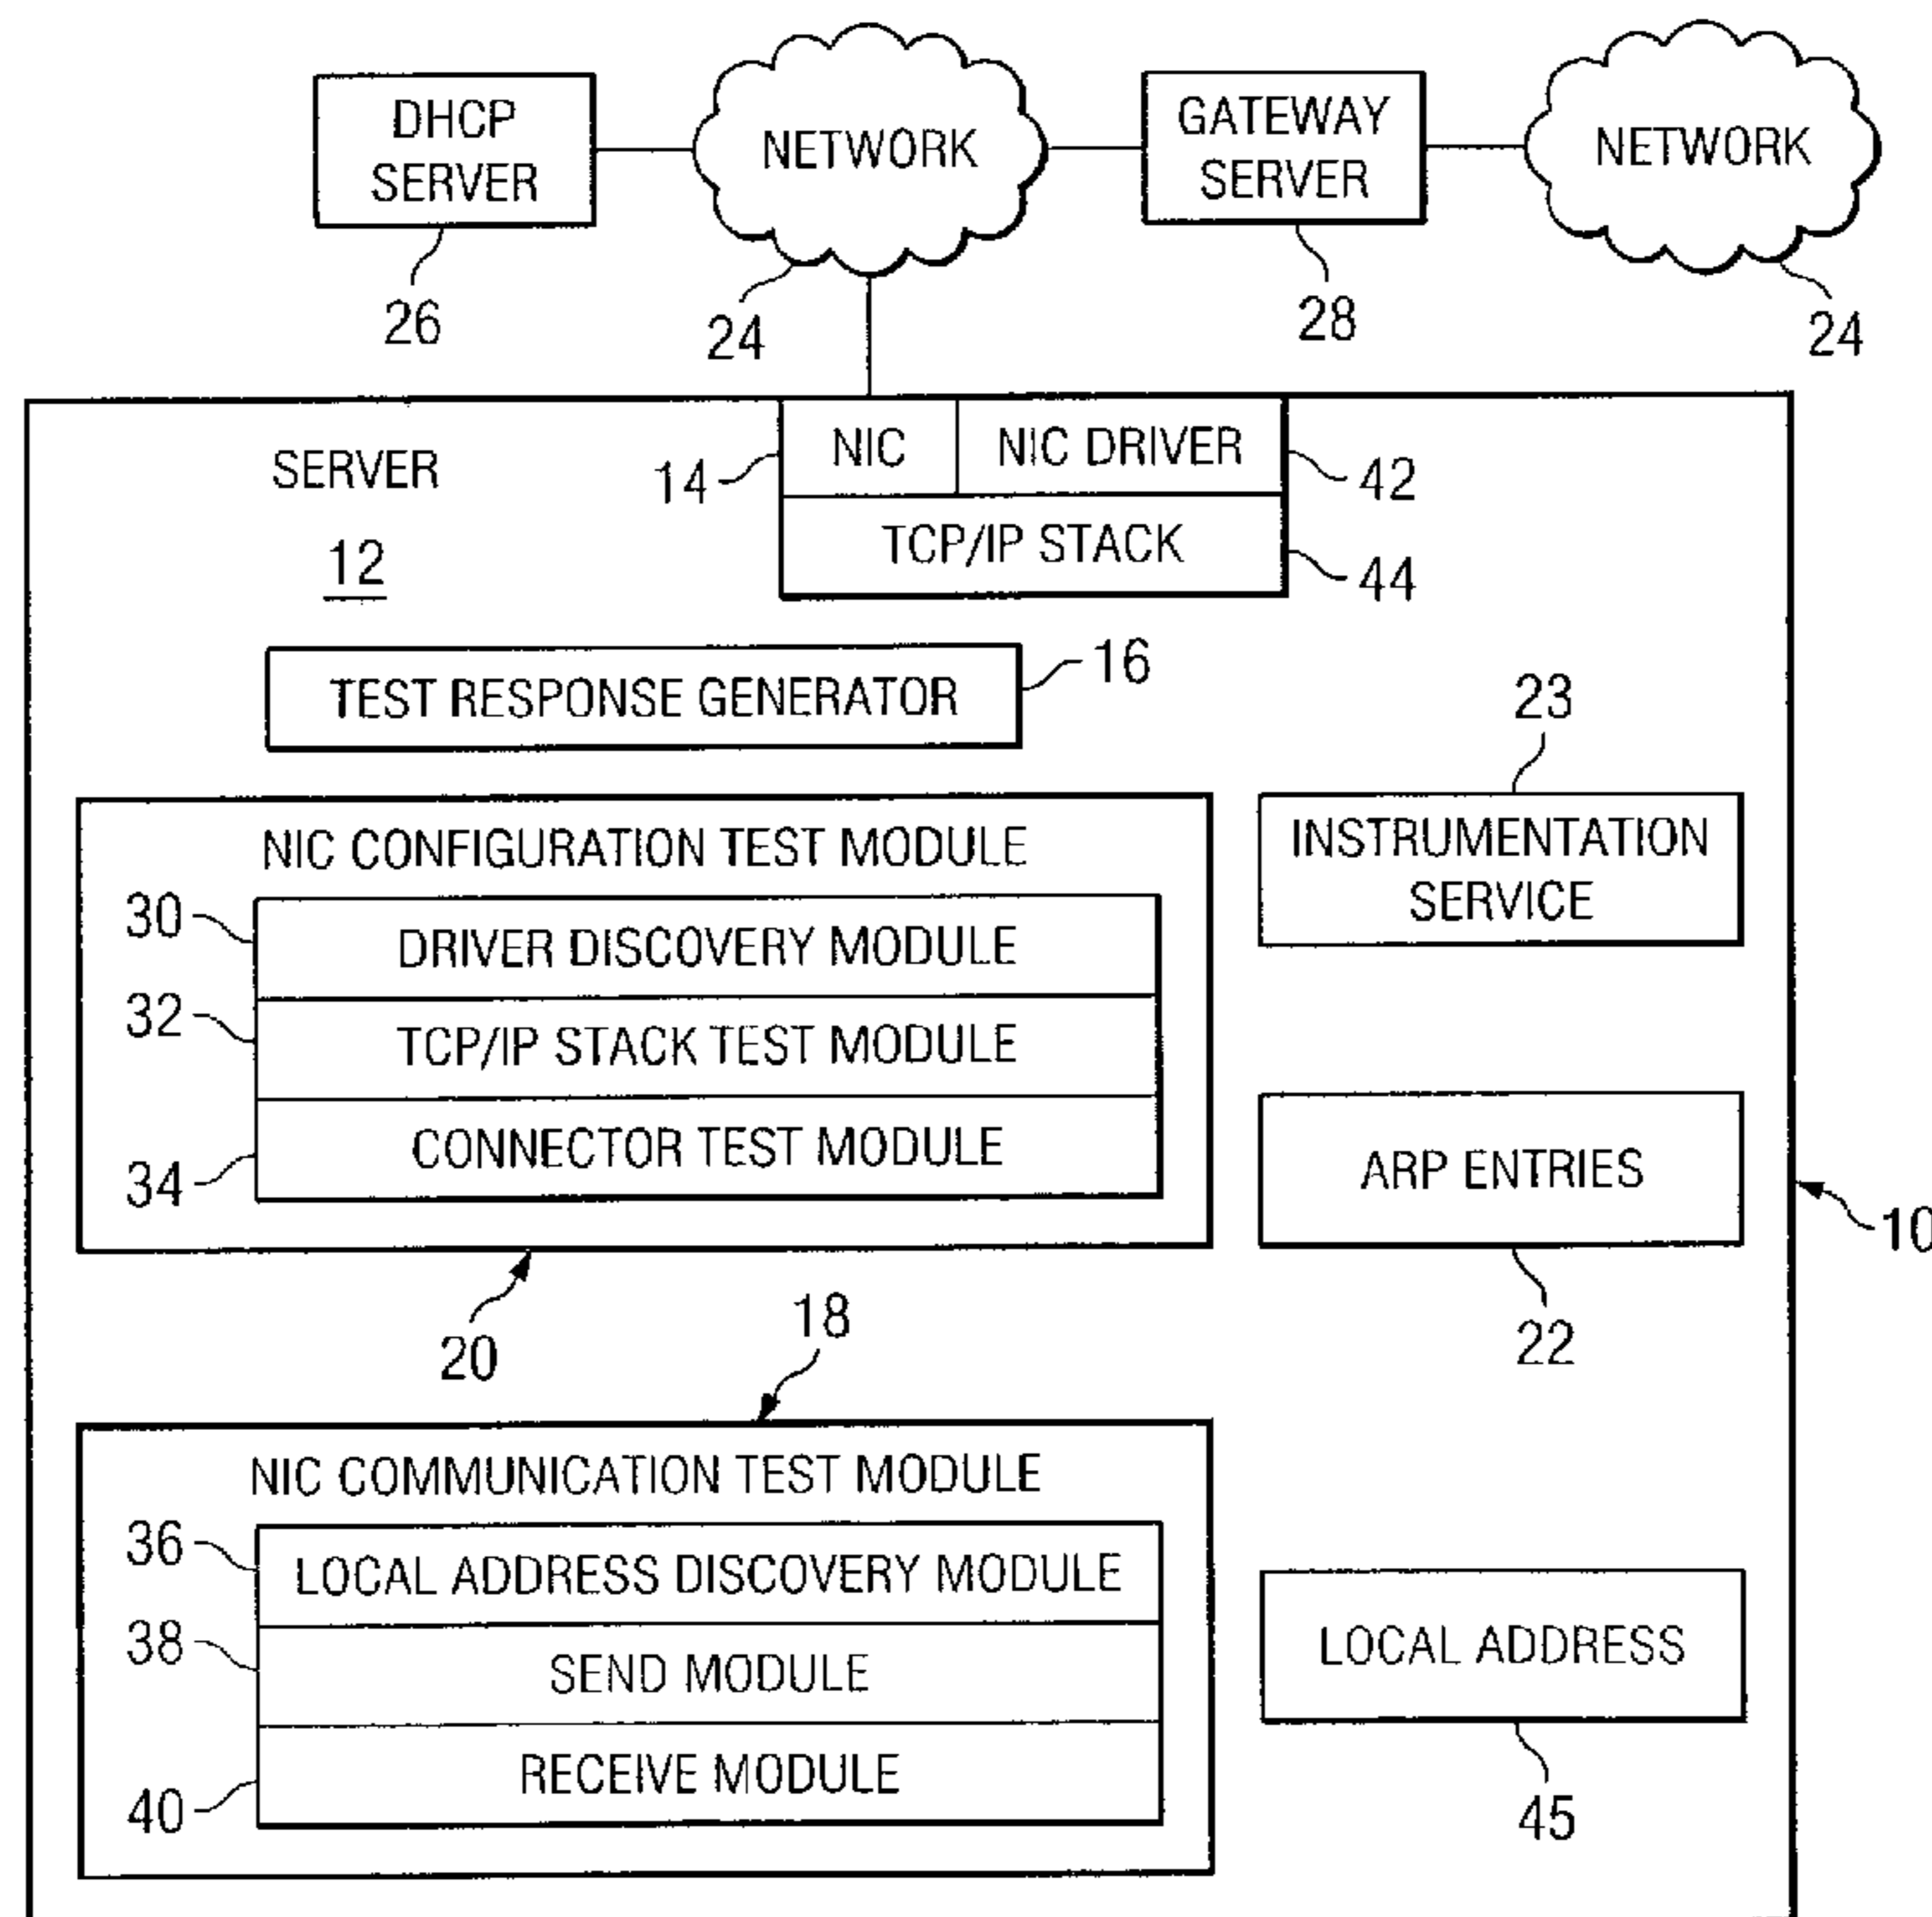 DHCP
SERVER
26
NETWORK
24
GATEWAY
SERVER
28
NETWORK
24
SERVER
12
14
NIC
NIC DRIVER
42
TCP/IP STACK
44
TEST RESPONSE GENERATOR
16
23
INSTRUMENTATION
SERVICE
NIC CONFIGURATION TEST MODULE
30
DRIVER DISCOVERY MODULE
32
TCP/IP STACK TEST MODULE
34
CONNECTOR TEST MODULE
20
ARP ENTRIES
22
10
18
NIC COMMUNICATION TEST MODULE
36
LOCAL ADDRESS DISCOVERY MODULE
38
SEND MODULE
40
RECEIVE MODULE
LOCAL ADDRESS
45